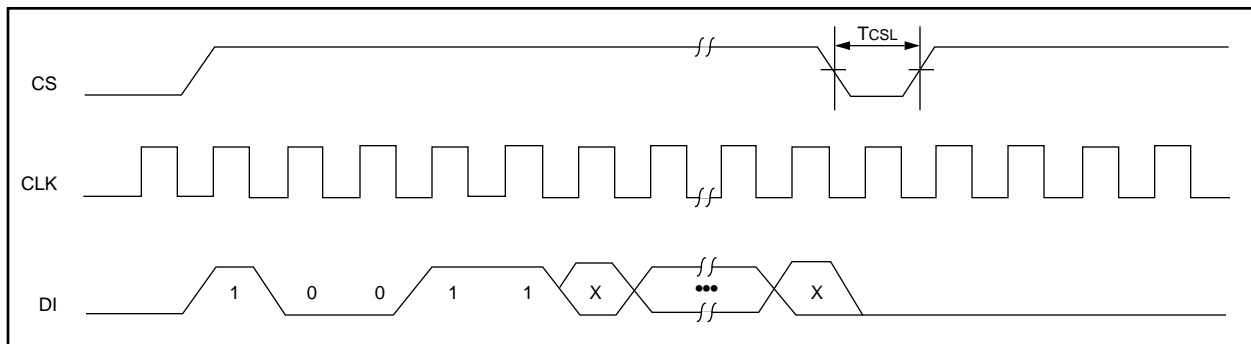 TCSL
CS
CLK
DI
1 0 0 1 1 X ••• X